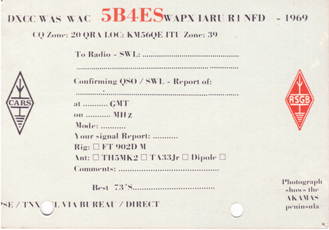 DXCC WAS WAC 5B4ES WAPX IARU R1 NFD - 1969
CQ Zone: 20 QRA LOC: KM56QE ITU Zone: 39
To Radio - SWL:
Confirming QSO / SWL - Report of:
at .......... GMT
on .......... MHz
Mode:
Your signal Report:
Rig: □ FT 902D M
Ant: □ TH5MK2 □ TA33Jr □ Dipole □
Comments:
Best 73'S
CARS
RSGB
Photograph
shows the
AKAMAS
peninsula
VIA BUREAU / DIRECT